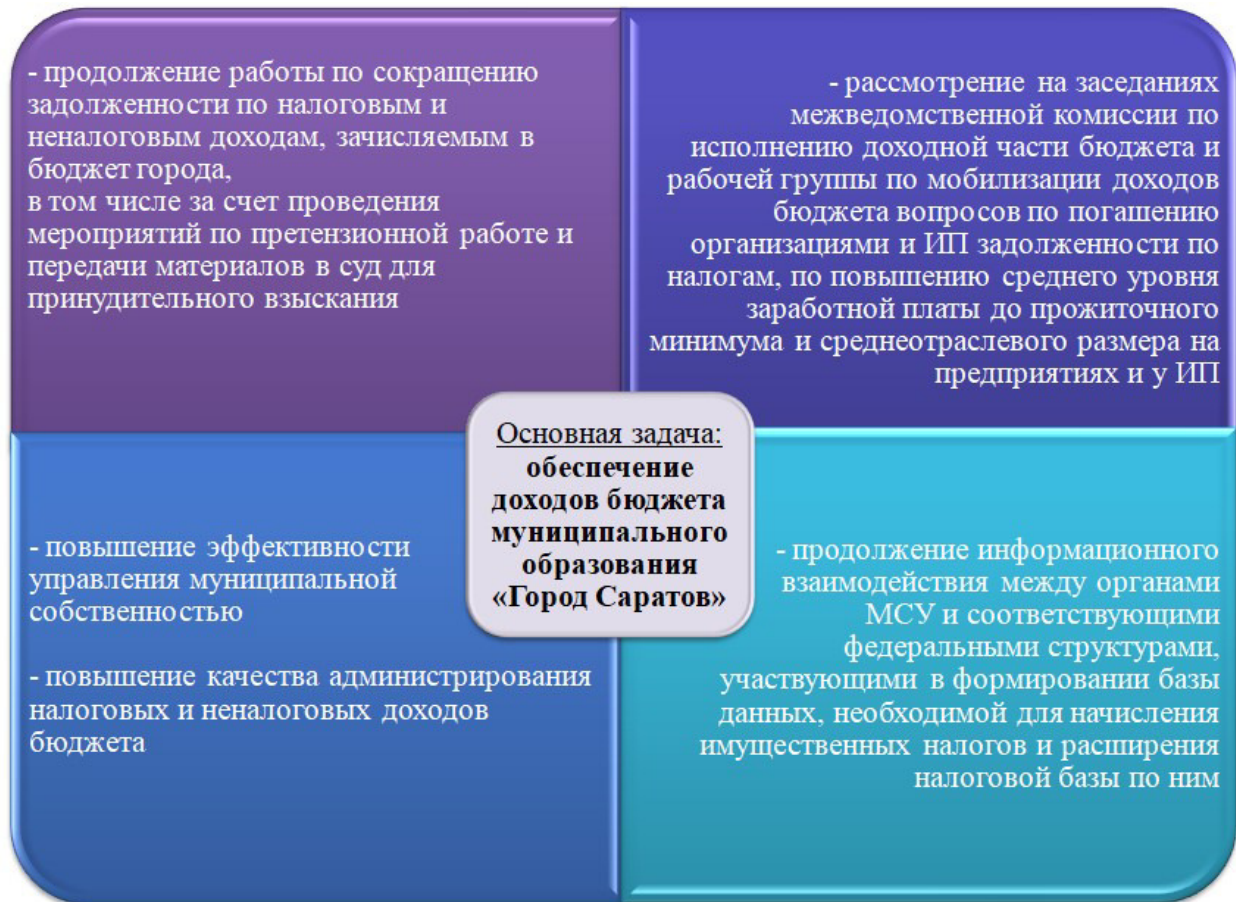 - продолжение работы по сокращению
задолженности по налоговым и
неналоговым доходам, зачисляемым в
бюджет города,
в том числе за счет проведения
мероприятий по претензионной работе и
передачи материалов в суд для
принудительного взыскания
- рассмотрение на заседаниях
межведомственной комиссии по
исполнению доходной части бюджета и
рабочей группы по мобилизации доходов
бюджета вопросов по погашению
организациями и ИП задолженности по
налогам, по повышению среднего уровня
заработной платы до прожиточного
минимума и среднеотраслевого размера на
предприятиях и у ИП
Основная задача:
обеспечение
доходов бюджета
муниципального
образования
«Город Саратов»
- повышение эффективности
управления муниципальной
собственностью
- повышение качества администрирования
налоговых и неналоговых доходов
бюджета
- продолжение информационного
взаимодействия между органами
МСУ и соответствующими
федеральными структурами,
участвующими в формировании базы
данных, необходимой для начисления
имущественных налогов и расширения
налоговой базы по ним